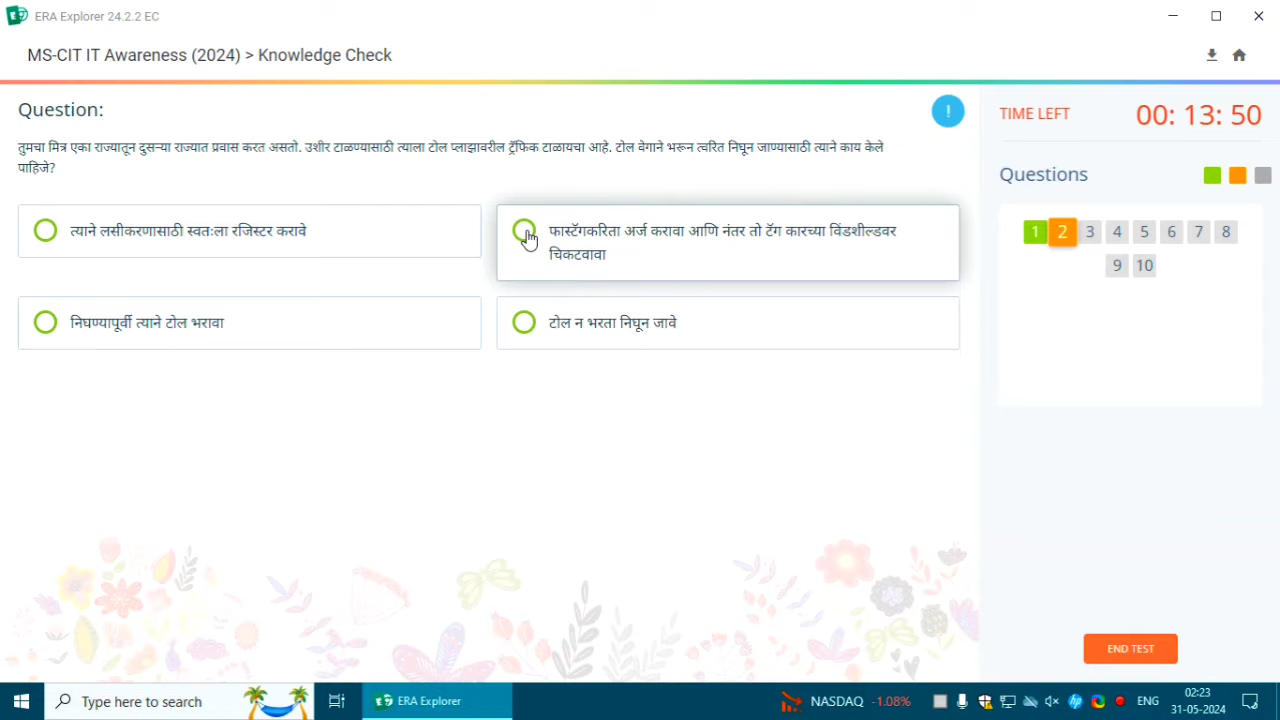 ERA Explorer 24.2.2 EC
MS-CIT IT Awareness (2024) > Knowledge Check
Question:
!
तुमचा मित्र एका राज्यातून दुसऱ्या राज्यात प्रवास करत असतो. उशीर टाळण्यासाठी त्याला टोल प्लाझावरील ट्रॅफिक टाळायचा आहे. टोल वेगाने भरून त्वरित निघून जाण्यासाठी त्याने काय केले
पाहिजे?
त्याने लसीकरणासाठी स्वतःला रजिस्टर करावे
फास्टॅगकरिता अर्ज करावा आणि नंतर तो टॅग कारच्या विंडशील्डवर
चिकटवावा
निघण्यापूर्वी त्याने टोल भरावा
टोल न भरता निघून जावे
TIME LEFT 00: 13: 50
Questions
1 2 3 4 5 6 7 8
9 10
END TEST
Type here to search
ERA Explorer
NASDAQ -1.08%
ENG
02:23
31-05-2024